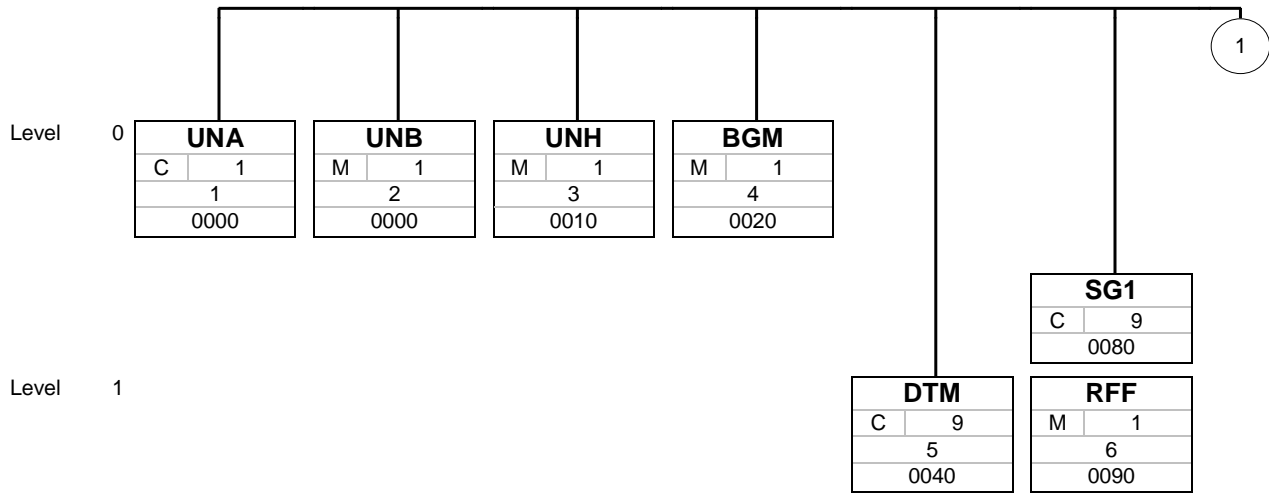 1
Level 0
UNA
C 1
1
0000
UNB
M 1
2
0000
UNH
M 1
3
0010
BGM
M 1
4
0020
SG1
C 9
0080
Level 1
DTM
C 9
5
0040
RFF
M 1
6
0090